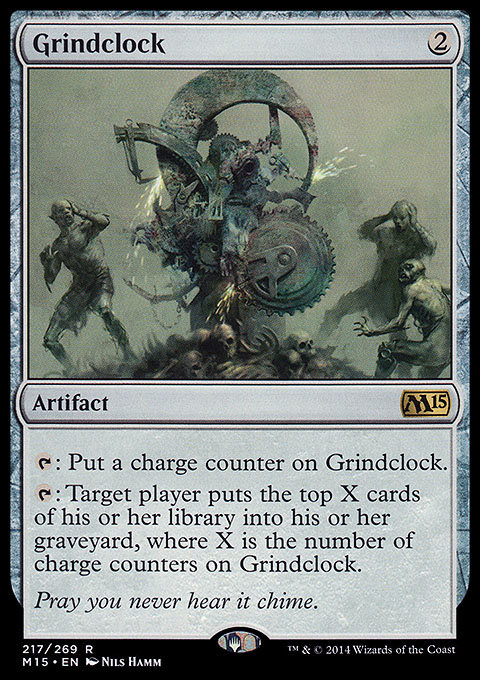 Grindclock 2
Artifact M15
: Put a charge counter on Grindclock.
: Target player puts the top X cards
of his or her library into his or her
graveyard, where X is the number of
charge counters on Grindclock.
Pray you never hear it chime.
217/269 R
M15 • EN Nils Hamm
™ & © 2014 Wizards of the Coast